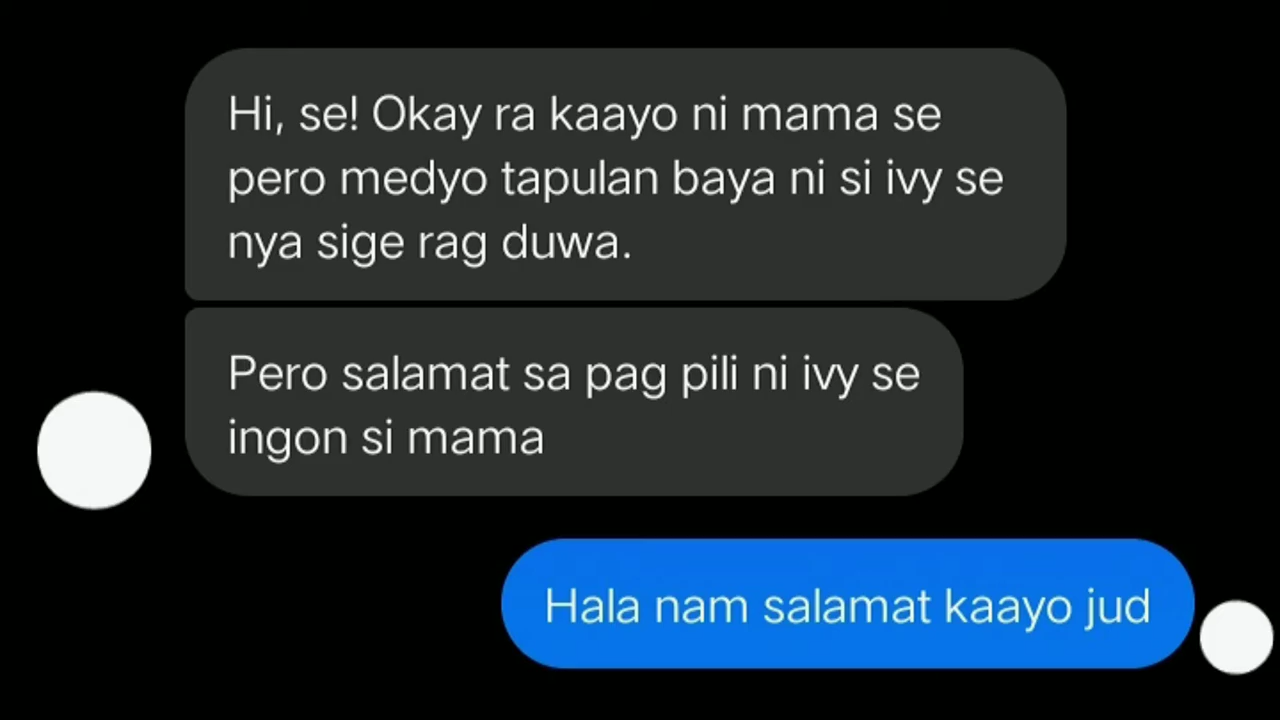 Hi, se! Okay ra kaayo ni mama se
pero medyo tapulan baya ni si ivy se
nya sige rag duwa.
Pero salamat sa pag pili ni ivy se
ingon si mama
Hala nam salamat kaayo jud